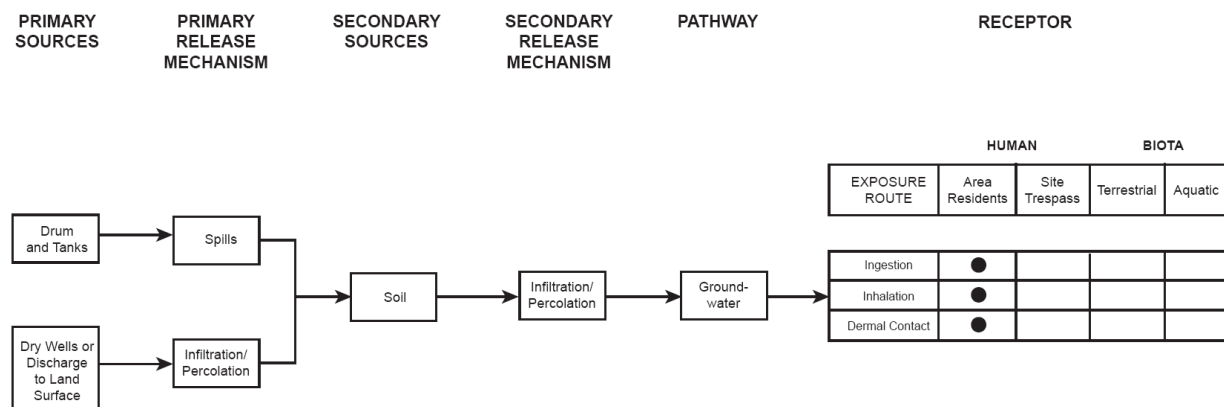 PRIMARY
SOURCES
PRIMARY
RELEASE
MECHANISM
SECONDARY
SOURCES
SECONDARY
RELEASE
MECHANISM
PATHWAY
RECEPTOR
HUMAN
BIOTA
EXPOSURE
ROUTE
Area
Residents
Site
Trespass
Terrestrial
Aquatic
Drum
and Tanks
Spills
Dry Wells or
Discharge
to Land
Surface
Infiltration/
Percolation
Soil
Infiltration/
Percolation
Ground-
water
Ingestion
Inhalation
Dermal Contact